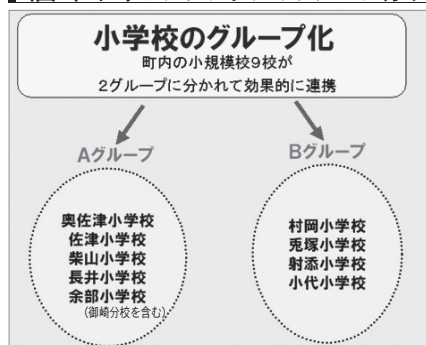 小学校のグループ化
町内の小規模校9校が
2グループに分かれて効果的に連携
Aグループ
奥佐津小学校
佐津小学校
柴山小学校
長井小学校
余部小学校
(御崎分校を含む)
Bグループ
村岡小学校
兎塚小学校
射添小学校
小代小学校